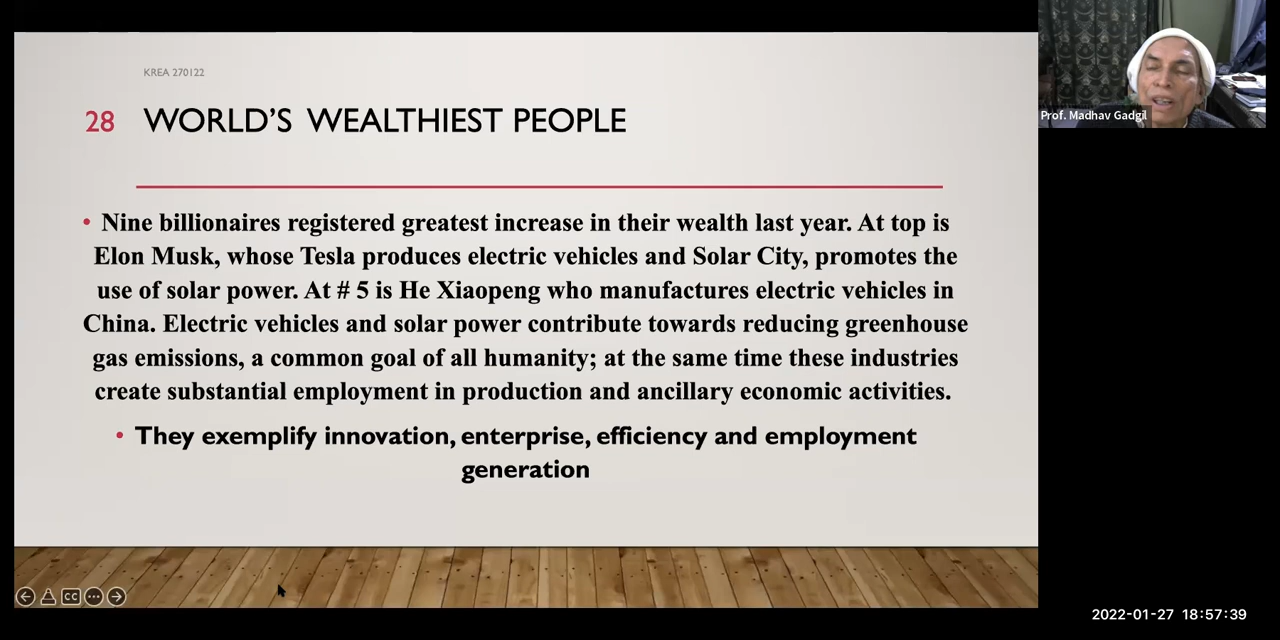 KREA 270122
28 WORLD'S WEALTHIEST PEOPLE
Prof. Madhav Gadgil
• Nine billionaires registered greatest increase in their wealth last year. At top is
Elon Musk, whose Tesla produces electric vehicles and Solar City, promotes the
use of solar power. At # 5 is He Xiaopeng who manufactures electric vehicles in
China. Electric vehicles and solar power contribute towards reducing greenhouse
gas emissions, a common goal of all humanity; at the same time these industries
create substantial employment in production and ancillary economic activities.
• They exemplify innovation, enterprise, efficiency and employment
generation
CC
2022-01-27 18:57:39